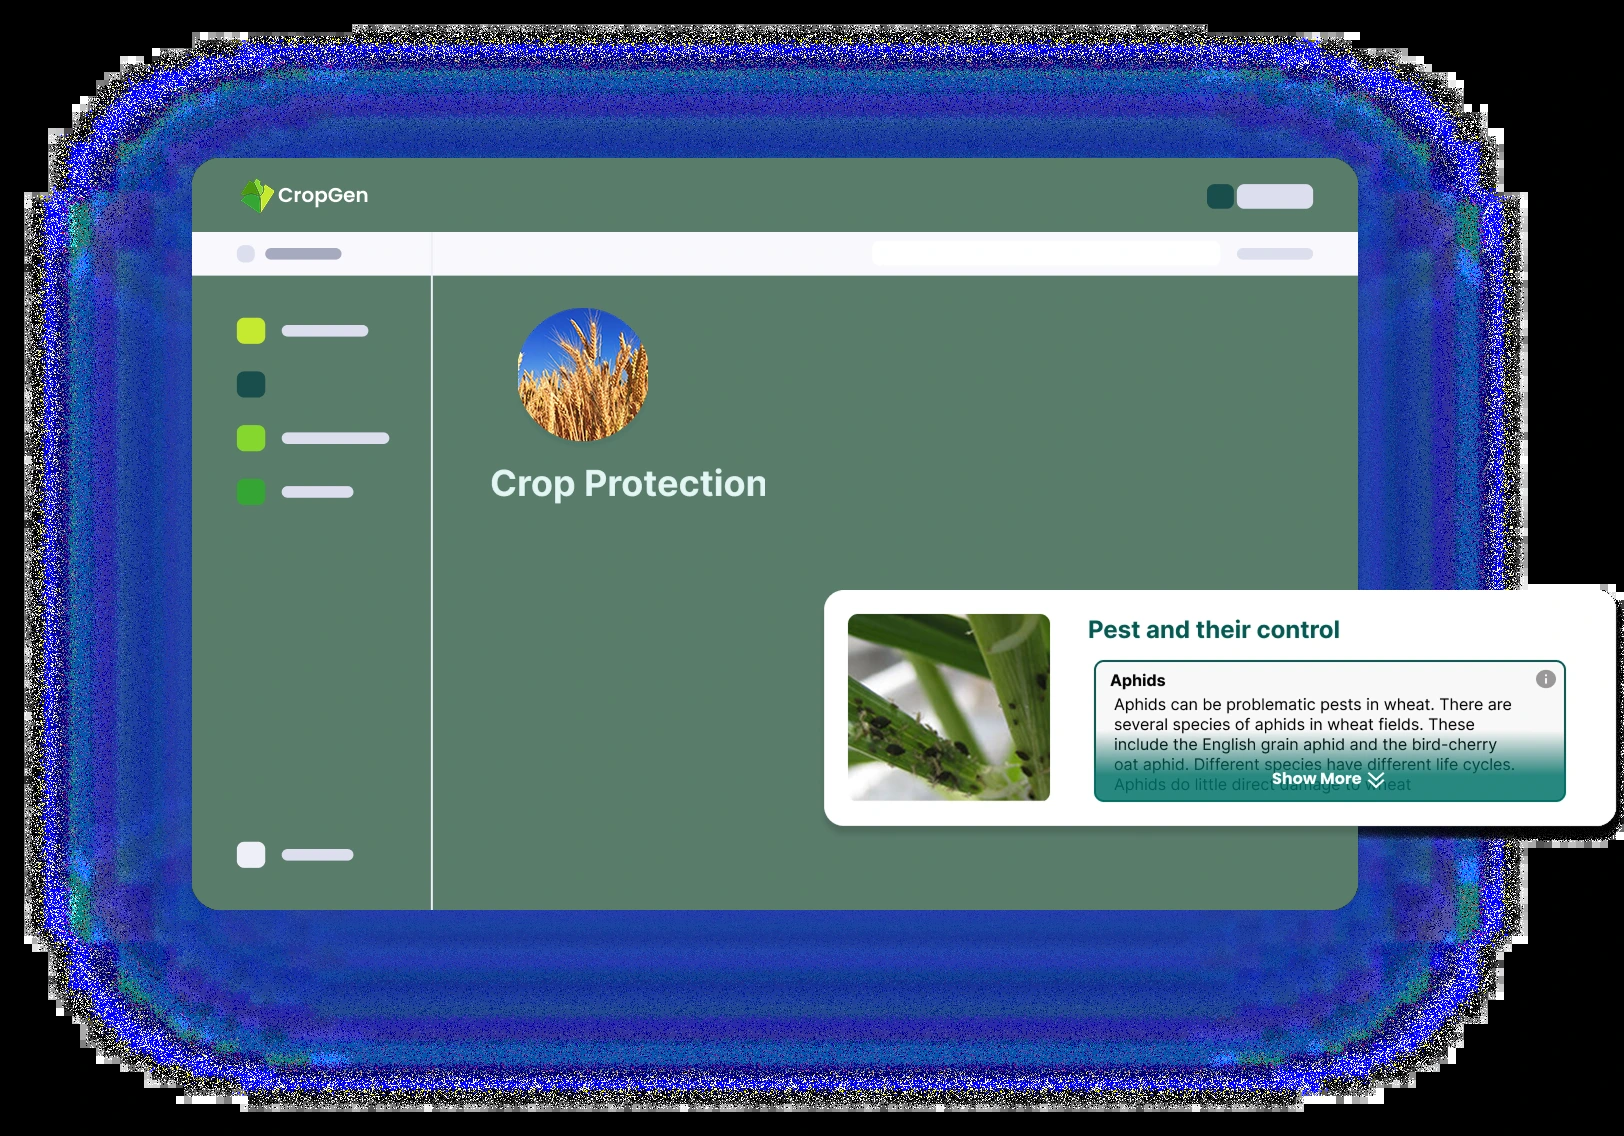 CropGen
Crop Protection
Pest and their control
Aphids
Aphids can be problematic pests in wheat. There are
several species of aphids in wheat fields. These
include the English grain aphid and the bird-cherry
oat aphid. Different species have different life cycles.
Aphids do little direct damage to wheat
Show More